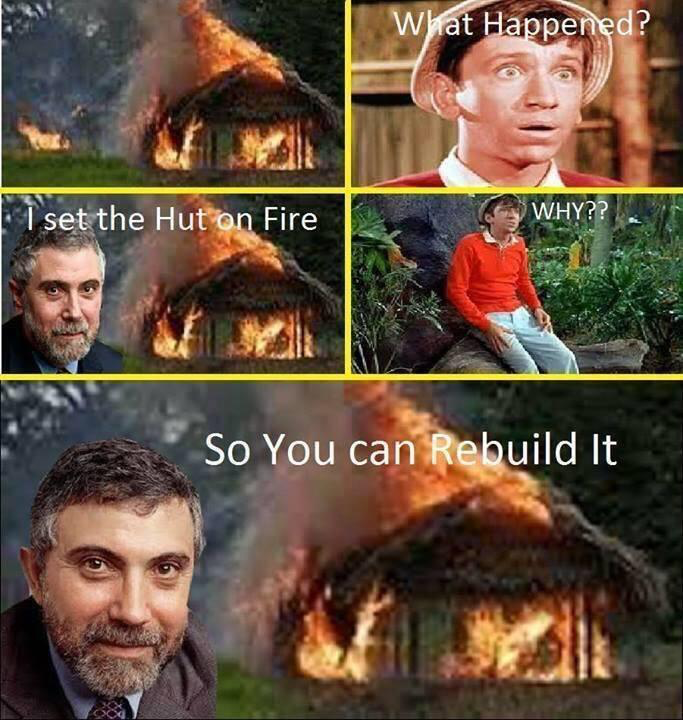 What Happened?
I set the Hut on Fire
WHY??
So You can Rebuild It